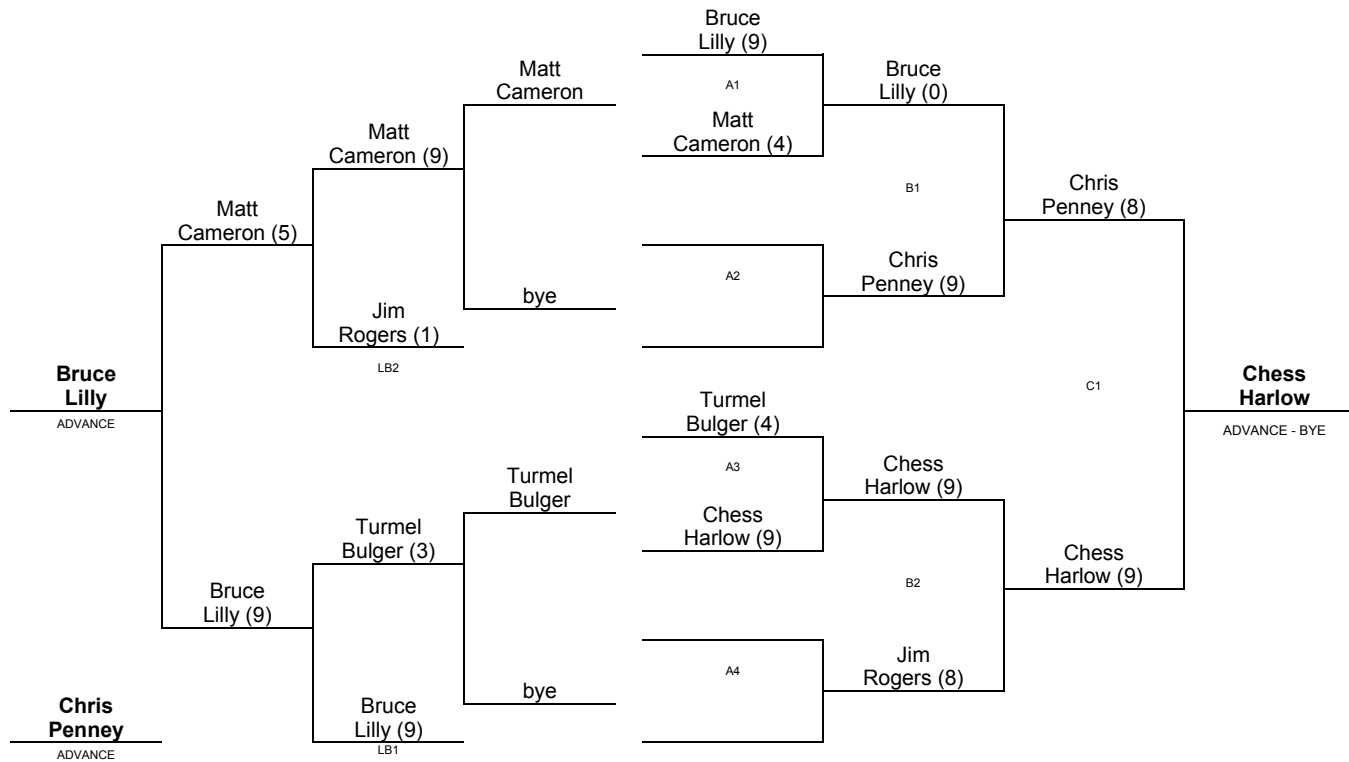 Bruce
Lilly (9)
A1
Matt
Cameron (4)
Matt
Cameron
Bruce
Lilly (0)
Matt
Cameron (9)
B1
Chris
Penney (8)
Matt
Cameron (5)
A2
Chris
Penney (9)
bye
Jim
Rogers (1)
LB2
Bruce
Lilly
ADVANCE
C1
Chess
Harlow
ADVANCE - BYE
Turmel
Bulger (4)
A3
Chess
Harlow (9)
Chess
Harlow (9)
Turmel
Bulger
Turmel
Bulger (3)
B2
Chess
Harlow (9)
Bruce
Lilly (9)
A4
Jim
Rogers (8)
bye
Bruce
Lilly (9)
LB1
Chris
Penney
ADVANCE